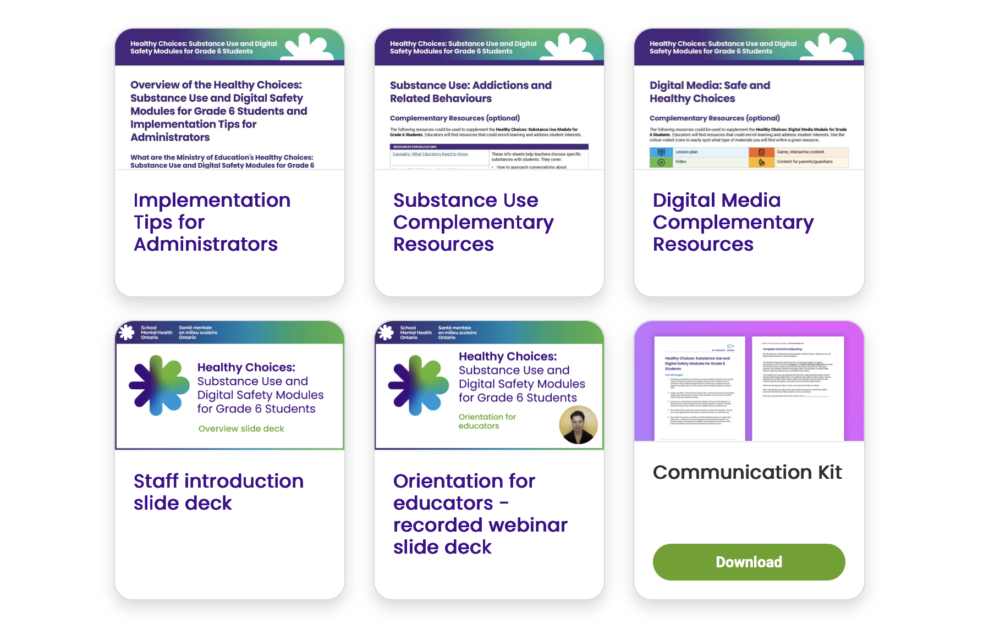 Healthy Choices: Substance Use and Digital
Safety Modules for Grade 6 Students
Overview of the Healthy Choices:
Substance Use and Digital Safety
Modules for Grade 6 Students and
Implementation Tips for
Administrators
What are the Ministry of Education's Healthy Choices:
Substance Use and Digital Safety Modules for Grade 6
Implementation
Tips for
Administrators
Healthy Choices: Substance Use and Digital
Safety Modules for Grade 6 Students
Substance Use: Addictions and
Related Behaviours
Complementary Resources (optional)
The following resources could be used to supplement the Healthy Choices: Substance Use Module for
Grade 6 Students. Educators will find resources that could enrich learning and address student interests.
RESOURCES FOR EDUCATORS
Cannabis: What Educators Need to Know
These info-sheets help teachers discuss specific
substances with students. They cover:
• How to approach conversations about
Substance Use
Complementary
Resources
Healthy Choices: Substance Use and Digital
Safety Modules for Grade 6 Students
Digital Media: Safe and
Healthy Choices
Complementary Resources (optional)
The following resources could be used to supplement the Healthy Choices: Digital Media Module for Grade
6 Students. Educators will find resources that could enrich learning and address student interests. Use the
colour-coded icons to easily spot what type of materials you will find within a given resource.
Lesson plan
Game, interactive content
Video
Content for parents/guardians
Digital Media
Complementary
Resources
School
Mental Health
Ontario
Santé mentale
en milieu scolaire
Ontario
Healthy Choices:
Substance Use and
Digital Safety Modules
for Grade 6 Students
Overview slide deck
Staff introduction
slide deck
School
Mental Health
Ontario
Santé mentale
en milieu scolaire
Ontario
Healthy Choices:
Substance Use and
Digital Safety Modules
for Grade 6 Students
Orientation for
educators
Orientation for
educators -
recorded webinar
slide deck
KEY MESSAGES - GENERAL
Healthy Choices: Substance Use and
Digital Safety Modules for Grade 6
Students
Key Messages
Template article/email/posting
Communication Kit
Download